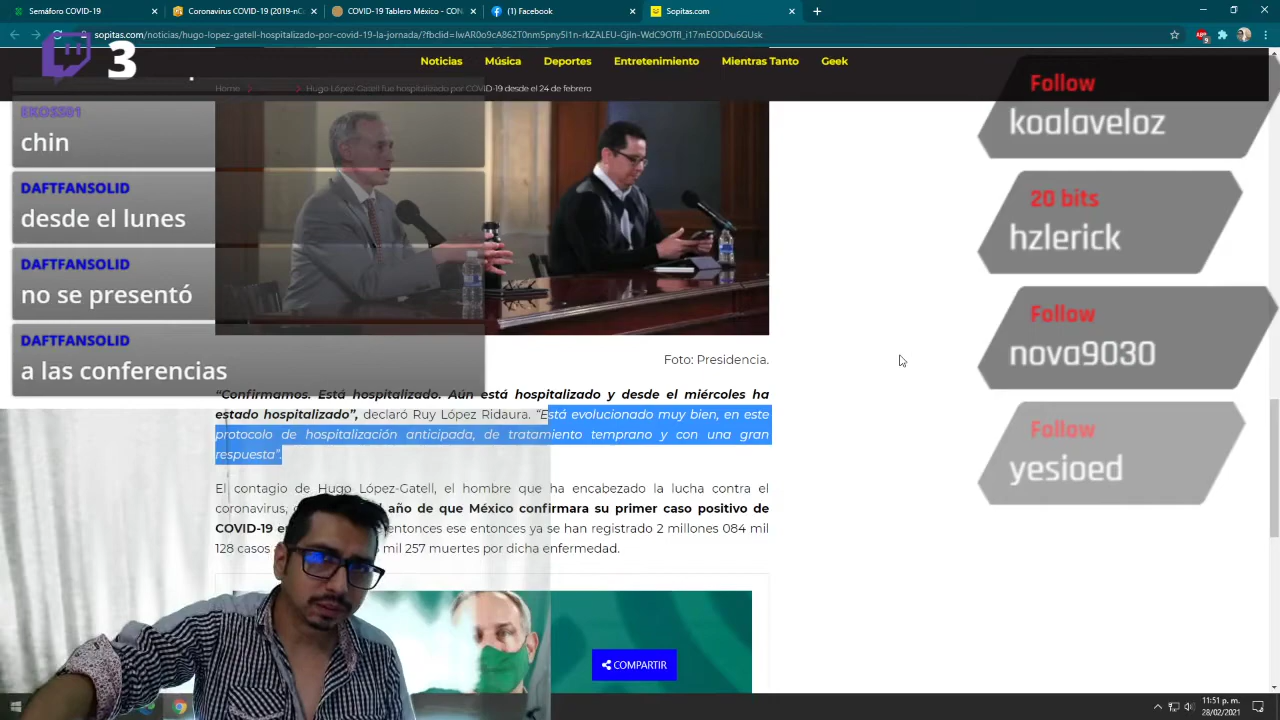 Semáforo COVID-19
Coronavirus COVID-19 (2019-nC
COVID-19 Tablero México - CON
(1) Facebook
Sopitas.com
sopitas.com/noticias/hugo-lopez-gatell-hospitalizado-por-covid-19-la-jornada/?fbclid=
3
Noticias Música Deportes Entretenimiento Mientras Tanto Geek
Home Hugo López-Gatell fue hospitalizado por COVID-19 desde el 24 de febrero
chin
DAFTFANSOLID
desde el lunes
DAFTFANSOLID
no se presentó
DAFTFANSOLID
a las conferencias
Follow
koalaveloz
20 bits
hzlerick
Follow
nova9030
Follow
yesioed
Foto: Presidencia.
“Confirmamos. Está hospitalizado. Aún está hospitalizado y desde el miércoles ha
estado hospitalizado”, declaró Ruy López Ridaura. “Está evolucionado muy bien, en este
protocolo de hospitalización anticipada, de tratamiento temprano y con una gran
respuesta”.
El contagio de Hugo López-Gatell, el hombre que ha encabezado la lucha contra el
coronavirus, año de que México confirmara su primer caso positivo de
COVID-19 entonces ese entonces ya se han registrado 2 millones 084 mil
128 casos mil 257 muertes por dicha enfermedad.
COMPARTIR
11:51 p. m.
28/02/2021